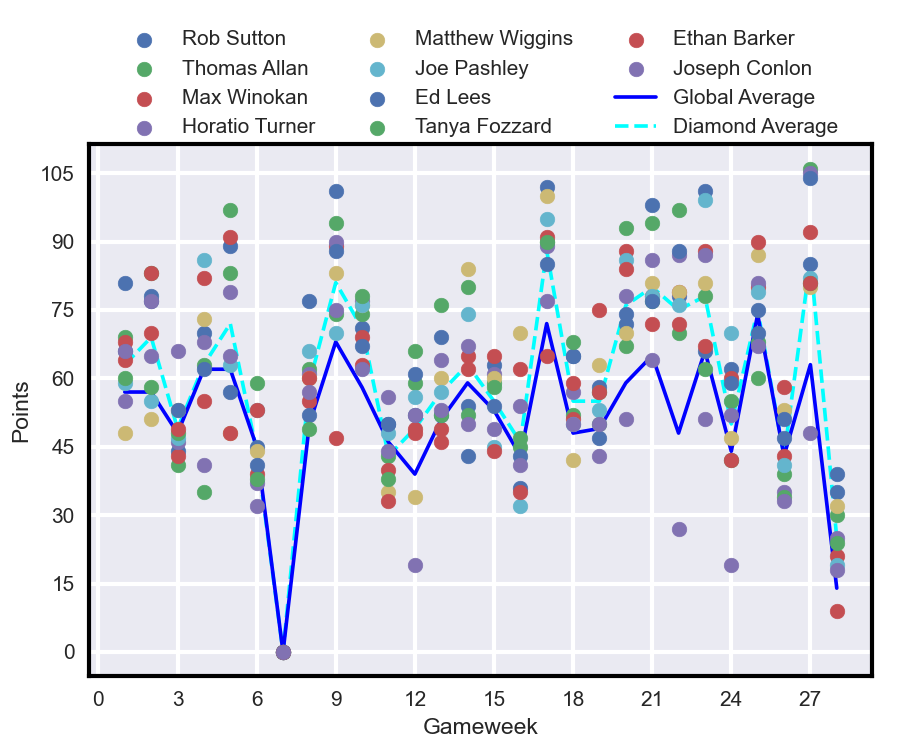 Rob Sutton
Thomas Allan
Max Winokan
Horatio Turner
Matthew Wiggins
Joe Pashley
Ed Lees
Tanya Fozzard
Ethan Barker
Joseph Conlon
Global Average
Diamond Average
105
90
75
60
45
30
15
0
Points
0 3 6 9 12 15 18 21 24 27
Gameweek